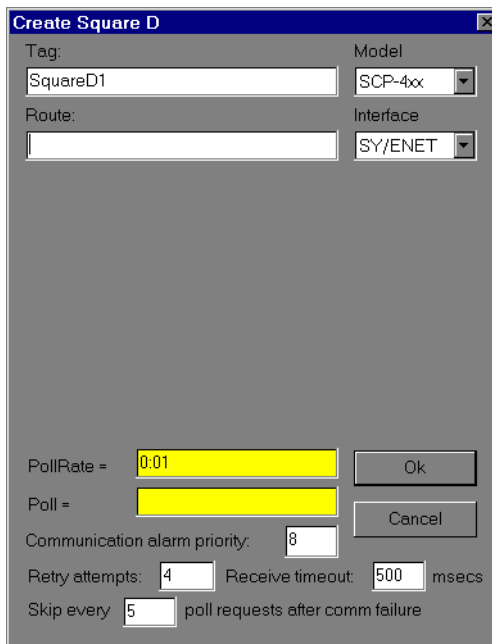 Create Square D
Tag: Model
SquareD1 SCP-4xx
Route: Interface
SY/ENET
PollRate = 0:01 Ok
Poll =
Cancel
Communication alarm priority: 8
Retry attempts: 4 Receive timeout: 500 msecs
Skip every 5 poll requests after comm failure